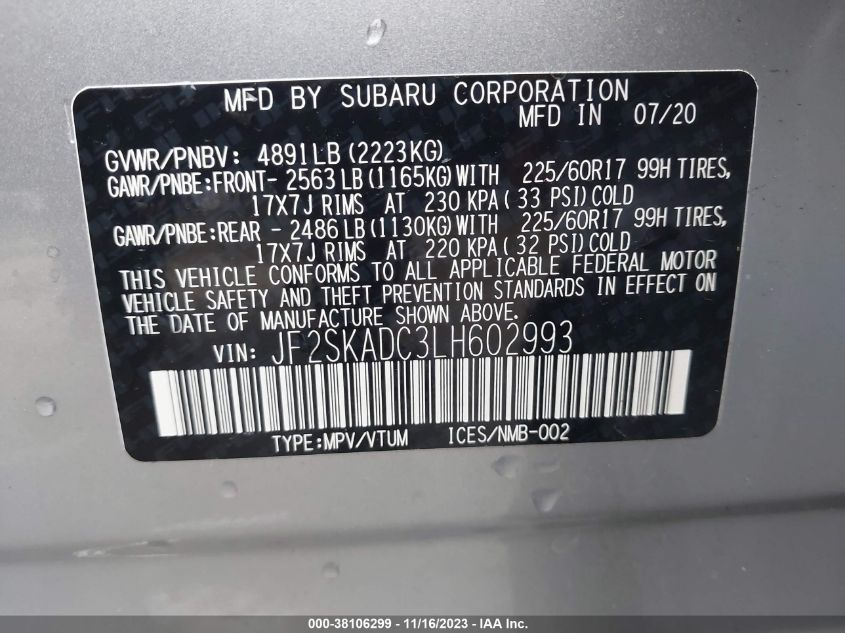 MFD BY SUBARU CORPORATION
MFD IN 07/20
GVWR/PNBV: 4891LB (2223KG)
GAWR/PNBE:FRONT- 2563LB (1165KG)WITH 225/60R17 99H TIRES,
17X7J RIMS AT 230 KPA( 33 PSI)COLD
GAWR/PNBE:REAR - 2486LB (1130KG)WITH 225/60R17 99H TIRES,
17X7J RIMS AT 220 KPA( 32 PSI)COLD
THIS VEHICLE CONFORMS TO ALL APPLICABLE FEDERAL MOTOR
VEHICLE SAFETY AND THEFT PREVENTION STANDARDS IN EFFECT ON
THE DATE OF MANUFACTURE SHOWN ABOVE.
VIN: JF2SKADC3LH602993
TYPE:MPV/VTUM ICES/NMB-002
000-38106299 - 11/16/2023 - IAA Inc.